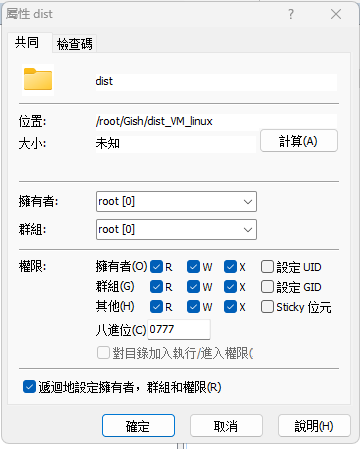 屬性 dist
?
共同 檢查碼
dist
位置: /root/Gish/dist_VM_linux
大小: 未知 計算(A)
擁有者: root [0]
群組: root [0]
權限: 擁有者(O) R W X 設定 UID
群組(G) R W X 設定 GID
其他(H) R W X Sticky 位元
八進位(C) 0777
對目錄加入執行/進入權限(
遞迴地設定擁有者，群組和權限(R)
確定 取消 說明(H)